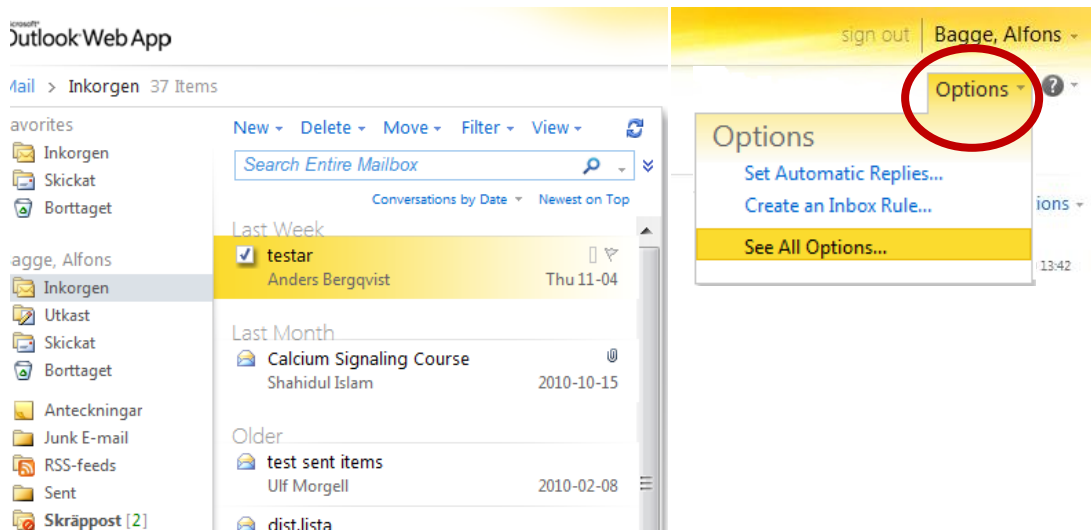 Outlook Web App
sign out
Bagge, Alfons
Mail > Inkorgen 37 Items
Options
avorites
Inkorgen
Skickat
Borttaget
agge, Alfons
Inkorgen
Utkast
Skickat
Borttaget
Anteckningar
Junk E-mail
RSS-feeds
Sent
Skräppost [2]
New Delete Move Filter View
Search Entire Mailbox
Conversations by Date Newest on Top
Last Week
testar
Anders Bergqvist Thu 11-04
Last Month
Calcium Signaling Course
Shahidul Islam 2010-10-15
Older
test sent items
Ulf Morgell 2010-02-08
dist.lista
Options
Set Automatic Replies...
Create an Inbox Rule...
See All Options...
ions
13:42